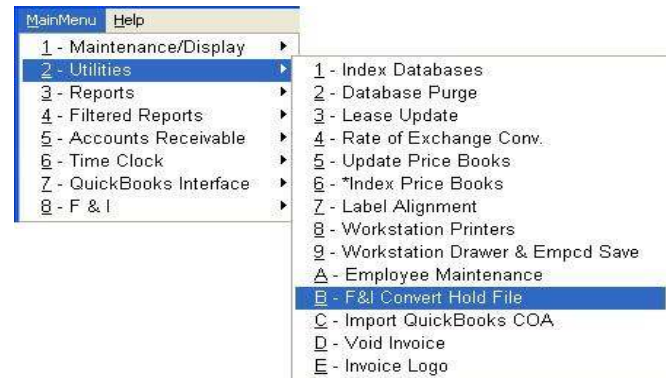 MainMenu Help
1 - Maintenance/Display
2 - Utilities
3 - Reports
4 - Filtered Reports
5 - Accounts Receivable
6 - Time Clock
7 - QuickBooks Interface
8 - F & I
1 - Index Databases
2 - Database Purge
3 - Lease Update
4 - Rate of Exchange Conv.
5 - Update Price Books
6 - *Index Price Books
7 - Label Alignment
8 - Workstation Printers
9 - Workstation Drawer & Empcd Save
A - Employee Maintenance
B - F&I Convert Hold File
C - Import QuickBooks COA
D - Void Invoice
E - Invoice Logo